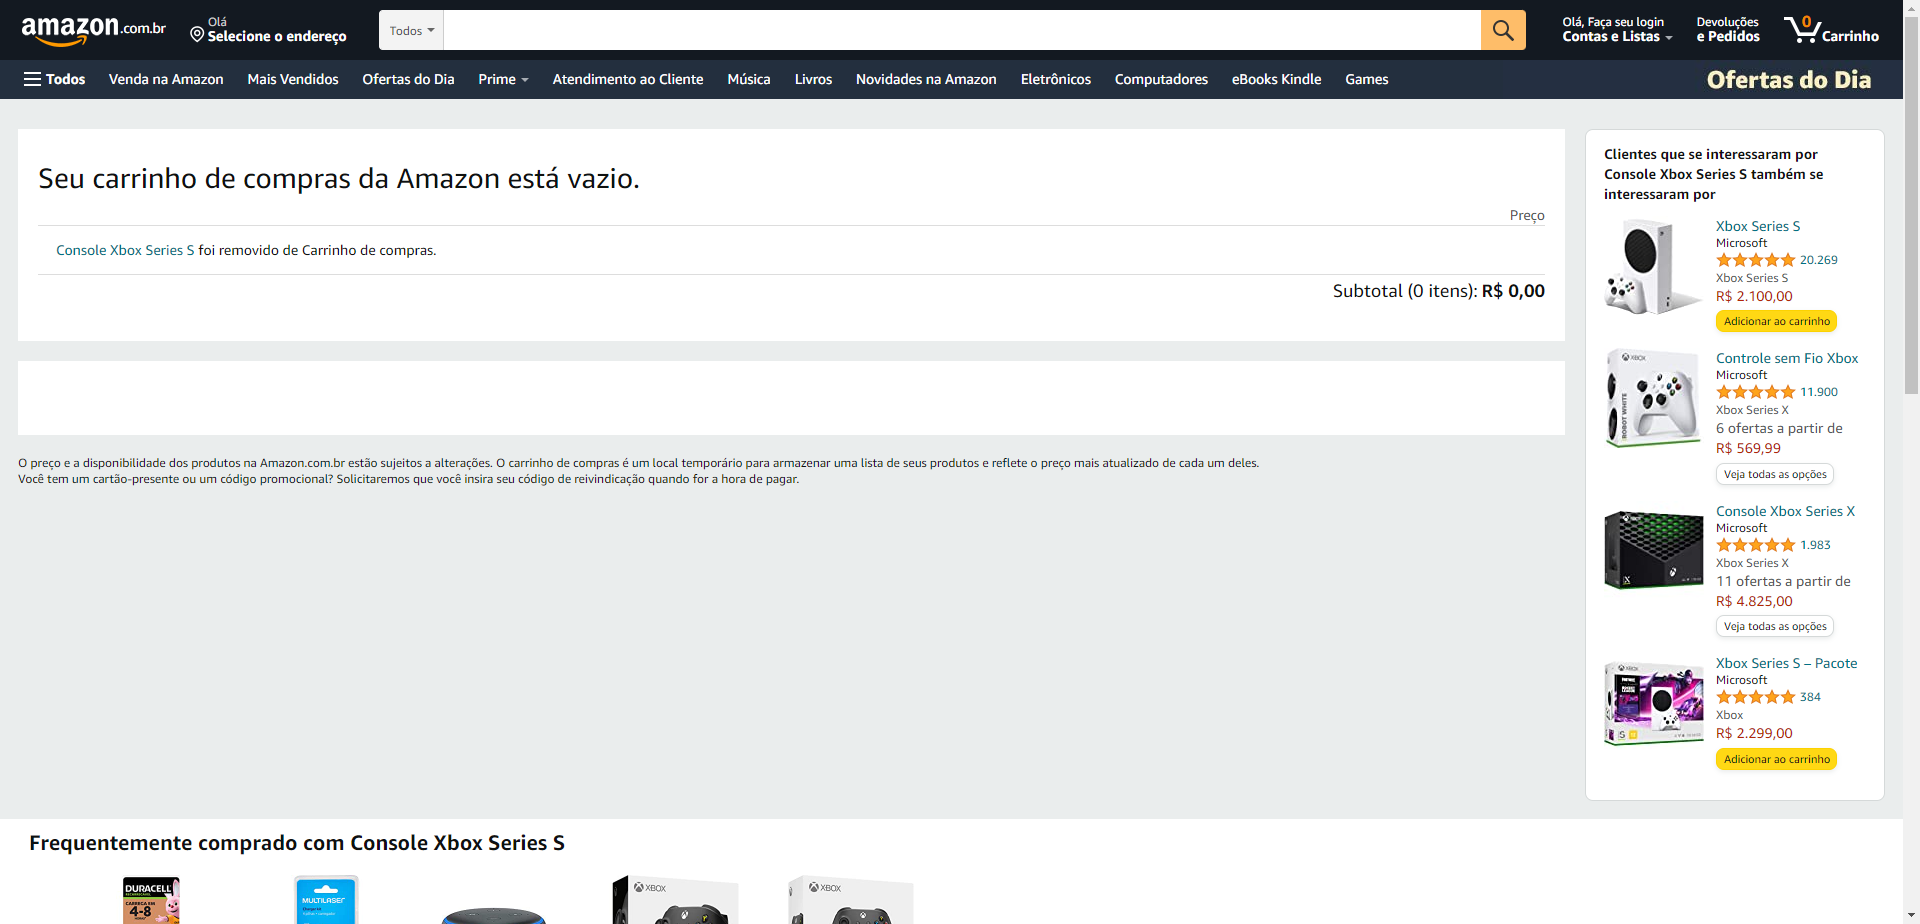 amazon.com.br
Olá
Selecione o endereço
Todos
Olá, Faça seu login
Contas e Listas
Devoluções
e Pedidos
0
Carrinho
Todos
Venda na Amazon
Mais Vendidos
Ofertas do Dia
Prime
Atendimento ao Cliente
Música
Livros
Novidades na Amazon
Eletrônicos
Computadores
eBooks Kindle
Games
Ofertas do Dia
Seu carrinho de compras da Amazon está vazio.
Preço
Console Xbox Series S foi removido de Carrinho de compras.
Subtotal (0 itens): R$ 0,00
O preço e a disponibilidade dos produtos na Amazon.com.br estão sujeitos a alterações. O carrinho de compras é um local temporário para armazenar uma lista de seus produtos e reflete o preço mais atualizado de cada um deles.
Você tem um cartão-presente ou um código promocional? Solicitaremos que você insira seu código de reivindicação quando for a hora de pagar.
Clientes que se interessaram por
Console Xbox Series S também se
interessaram por
Xbox Series S
Microsoft
20.269
Xbox Series S
R$ 2.100,00
Adicionar ao carrinho
XBOX
ROBOT WHITE
Controle sem Fio Xbox
Microsoft
11.900
Xbox Series X
6 ofertas a partir de
R$ 569,99
Veja todas as opções
Console Xbox Series X
Microsoft
1.983
Xbox Series X
11 ofertas a partir de
R$ 4.825,00
Veja todas as opções
XBOX
Xbox Series S – Pacote
Microsoft
384
Xbox
R$ 2.299,00
Adicionar ao carrinho
Frequentemente comprado com Console Xbox Series S
DURACELL
CARREGA EM
4-8
MULTILASER
XBOX
XBOX